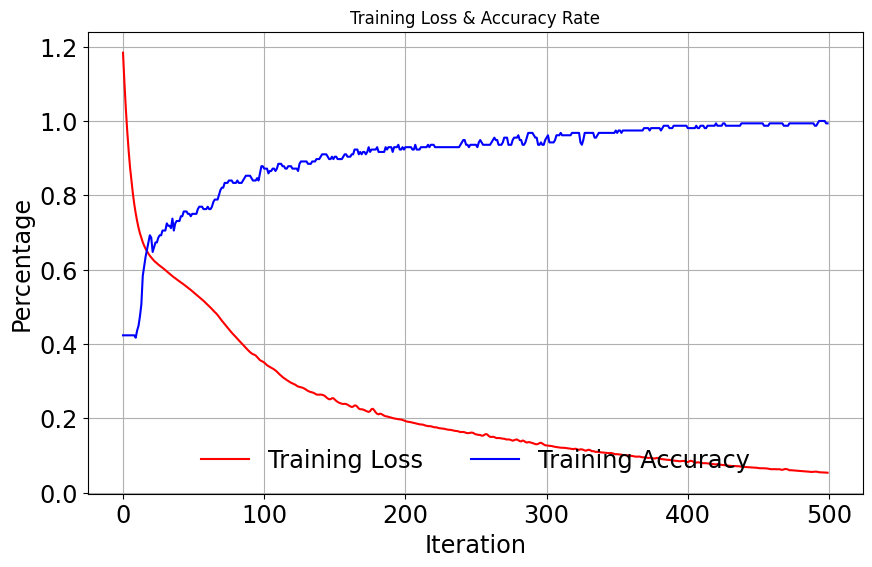 Training Loss & Accuracy Rate
1.2
1.0
0.8
0.6
0.4
0.2
0.0
Percentage
Training Loss
Training Accuracy
0 100 200 300 400 500
Iteration